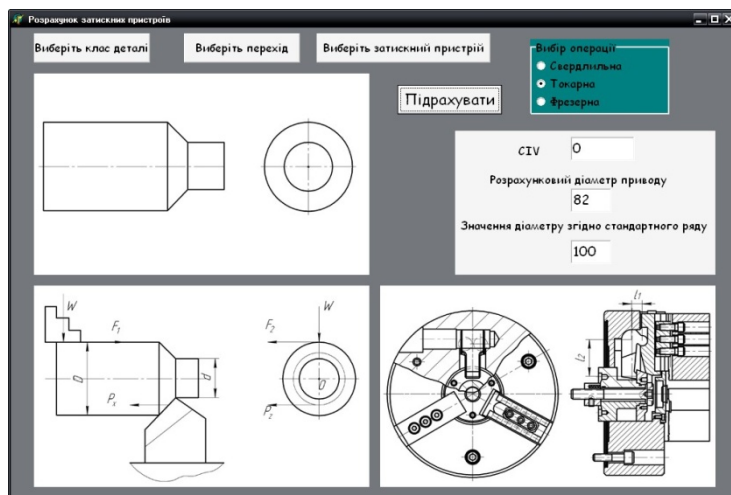 Розрахунок затискних пристроїв
Виберіть клас деталі
Виберіть перехід
Виберіть затискний пристрій
Вибір операції
Свердлильна
Токарна
Фрезерна
Підрахувати
CIV 0
Розрахунковий діаметр приводу
82
Значення діаметру згідно стандартного ряду
100
W
F₁
D
d
Pₓ
W
F₂
O
P_z
l₁
l₂